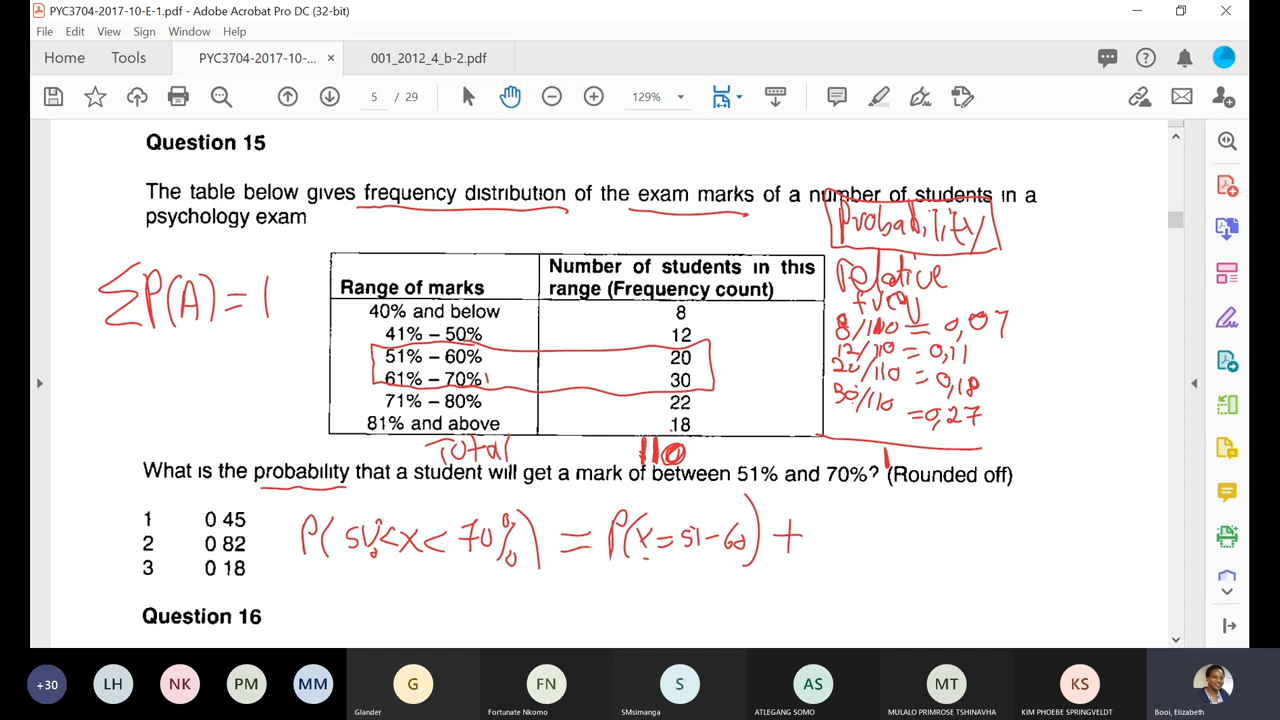 PYC3704-2017-10-E-1.pdf - Adobe Acrobat Pro DC (32-bit)
File Edit View Sign Window Help
Home Tools PYC3704-2017-10-... × 001_2012_4_b-2.pdf
5 / 29 129%
Question 15
The table below gives frequency distribution of the exam marks of a number of students in a
psychology exam
Probability
relative
freq
ΣP(A) = 1
Range of marks Number of students in this range (Frequency count)
40% and below 8 8/110 = 0,07
41% – 50% 12 12/110 = 0,11
51% – 60% 20 20/110 = 0,18
61% – 70% 30 30/110 = 0,27
71% – 80% 22
81% and above 18
Total 110 1
What is the probability that a student will get a mark of between 51% and 70%? (Rounded off)
1 0 45
2 0 82
3 0 18
P(51% < x < 70%) = P(x = 51-60) +
Question 16
+30 LH NK PM MM G FN S AS MT KS
Glander Fortunate Nkomo SMsimanga ATLEGANG SOMO MULALO PRIMROSE TSHINAVHA KIM PHOEBE SPRINGVELDT Booi, Elizabeth